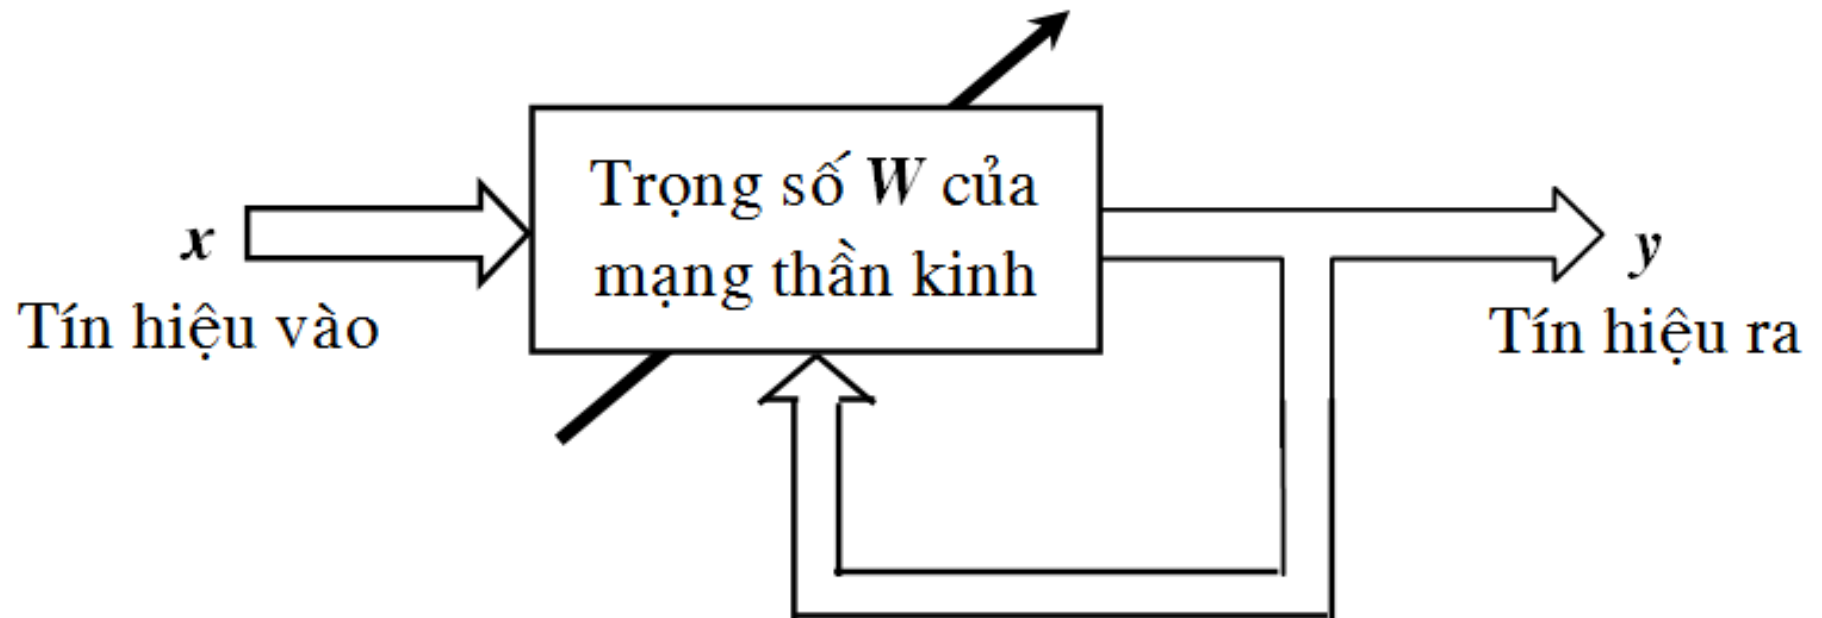 Trọng số W của
mạng thần kinh
x
Tín hiệu vào
y
Tín hiệu ra